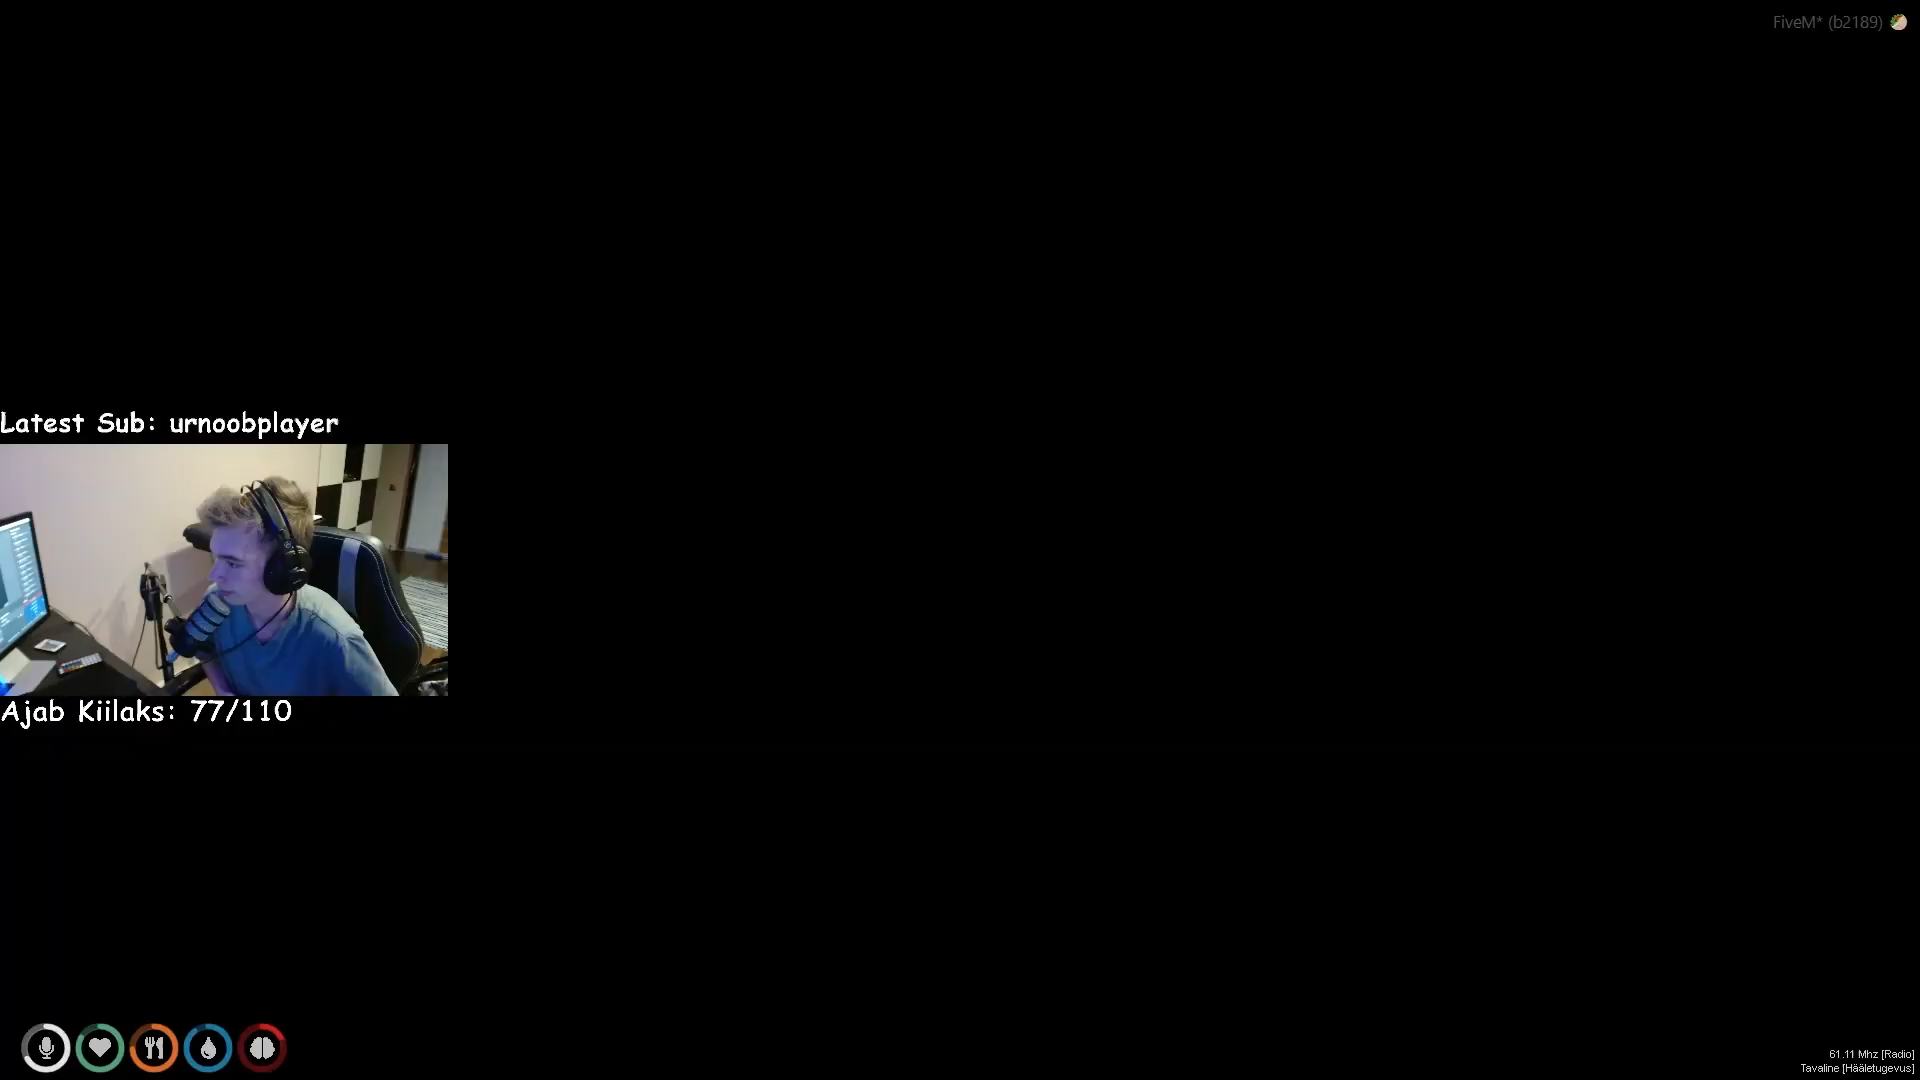 FiveM* (b2189)
Latest Sub: urnoobplayer
Ajab Kiilaks: 77/110
61.11 Mhz [Radio]
Tavaline [Hääletugevus]